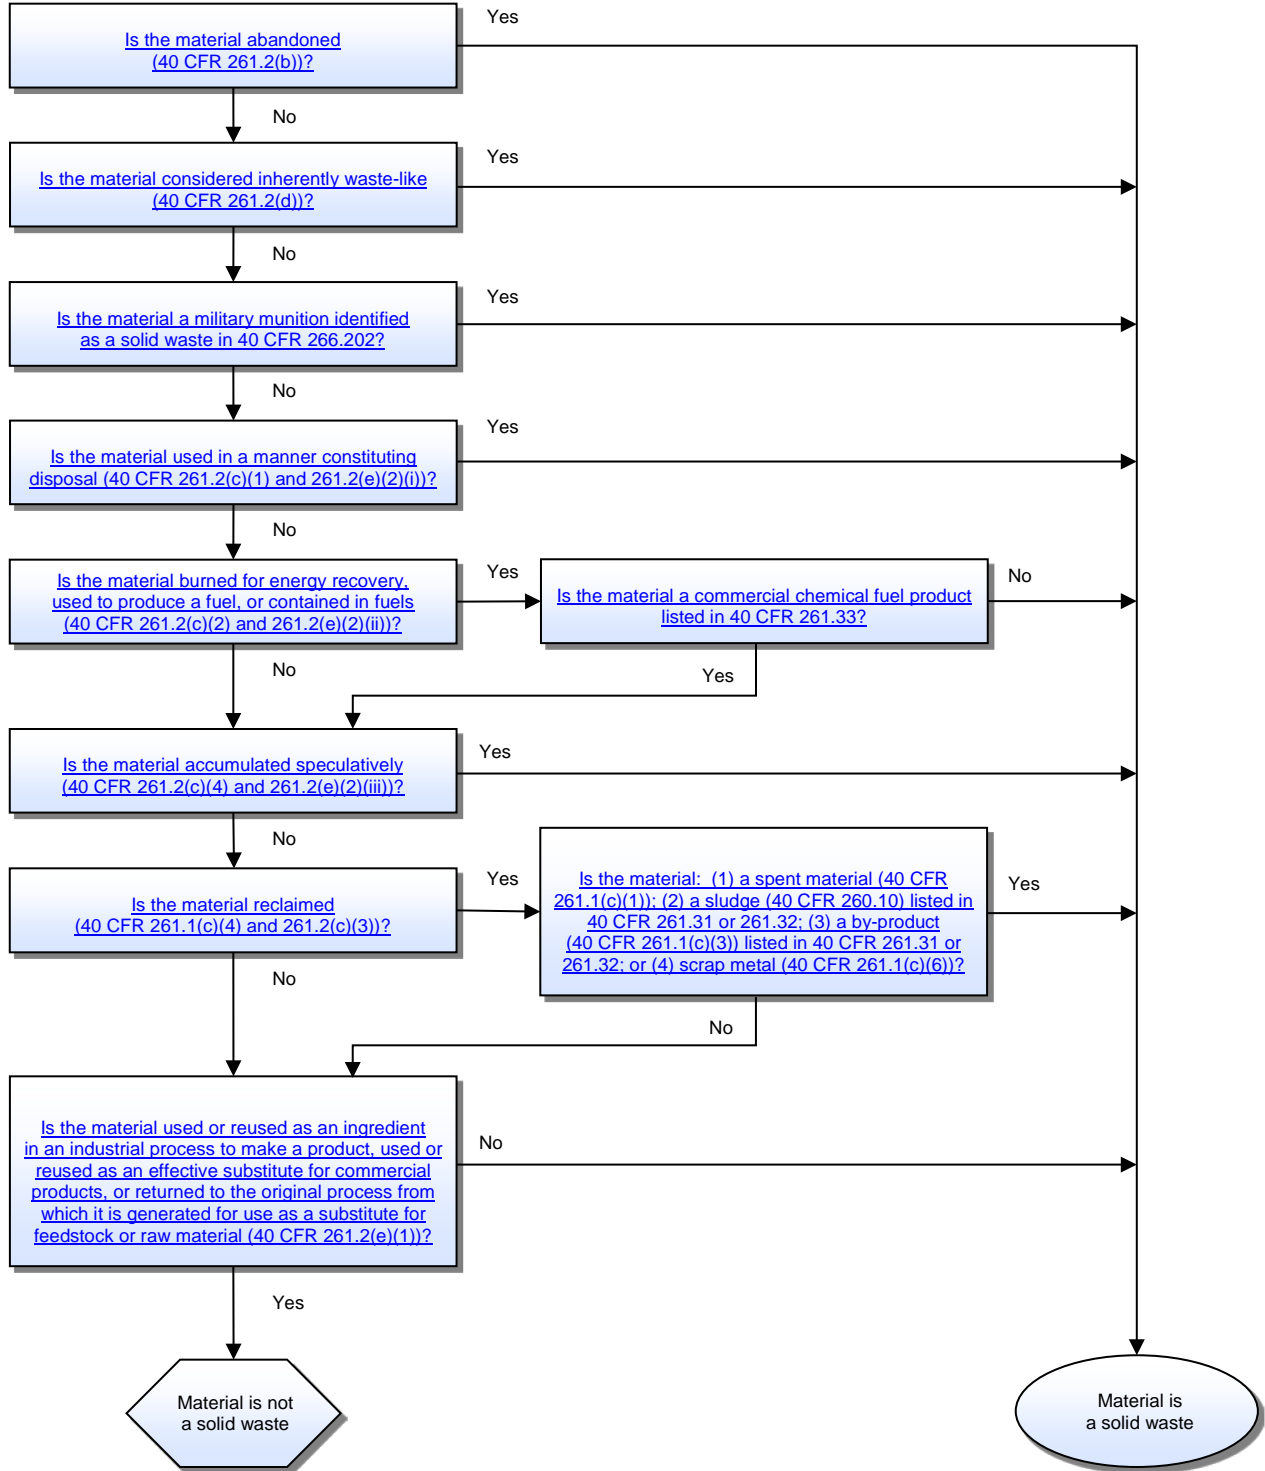 Yes
Is the material abandoned
(40 CFR 261.2(b))?
No
Yes
Is the material considered inherently waste-like
(40 CFR 261.2(d))?
No
Yes
Is the material a military munition identified
as a solid waste in 40 CFR 266.202?
No
Yes
Is the material used in a manner constituting
disposal (40 CFR 261.2(c)(1) and 261.2(e)(2)(i))?
No
Is the material burned for energy recovery,
used to produce a fuel, or contained in fuels
(40 CFR 261.2(c)(2) and 261.2(e)(2)(ii))?
Yes
Is the material a commercial chemical fuel product
listed in 40 CFR 261.33?
No
No
Yes
Is the material accumulated speculatively
(40 CFR 261.2(c)(4) and 261.2(e)(2)(iii))?
Yes
No
Is the material reclaimed
(40 CFR 261.1(c)(4) and 261.2(c)(3))?
Yes
Is the material: (1) a spent material (40 CFR
261.1(c)(1)); (2) a sludge (40 CFR 260.10) listed in
40 CFR 261.31 or 261.32; (3) a by-product
(40 CFR 261.1(c)(3)) listed in 40 CFR 261.31 or
261.32; or (4) scrap metal (40 CFR 261.1(c)(6))?
Yes
No
No
Is the material used or reused as an ingredient
in an industrial process to make a product, used or
reused as an effective substitute for commercial
products, or returned to the original process from
which it is generated for use as a substitute for
feedstock or raw material (40 CFR 261.2(e)(1))?
No
Yes
Material is not
a solid waste
Material is
a solid waste